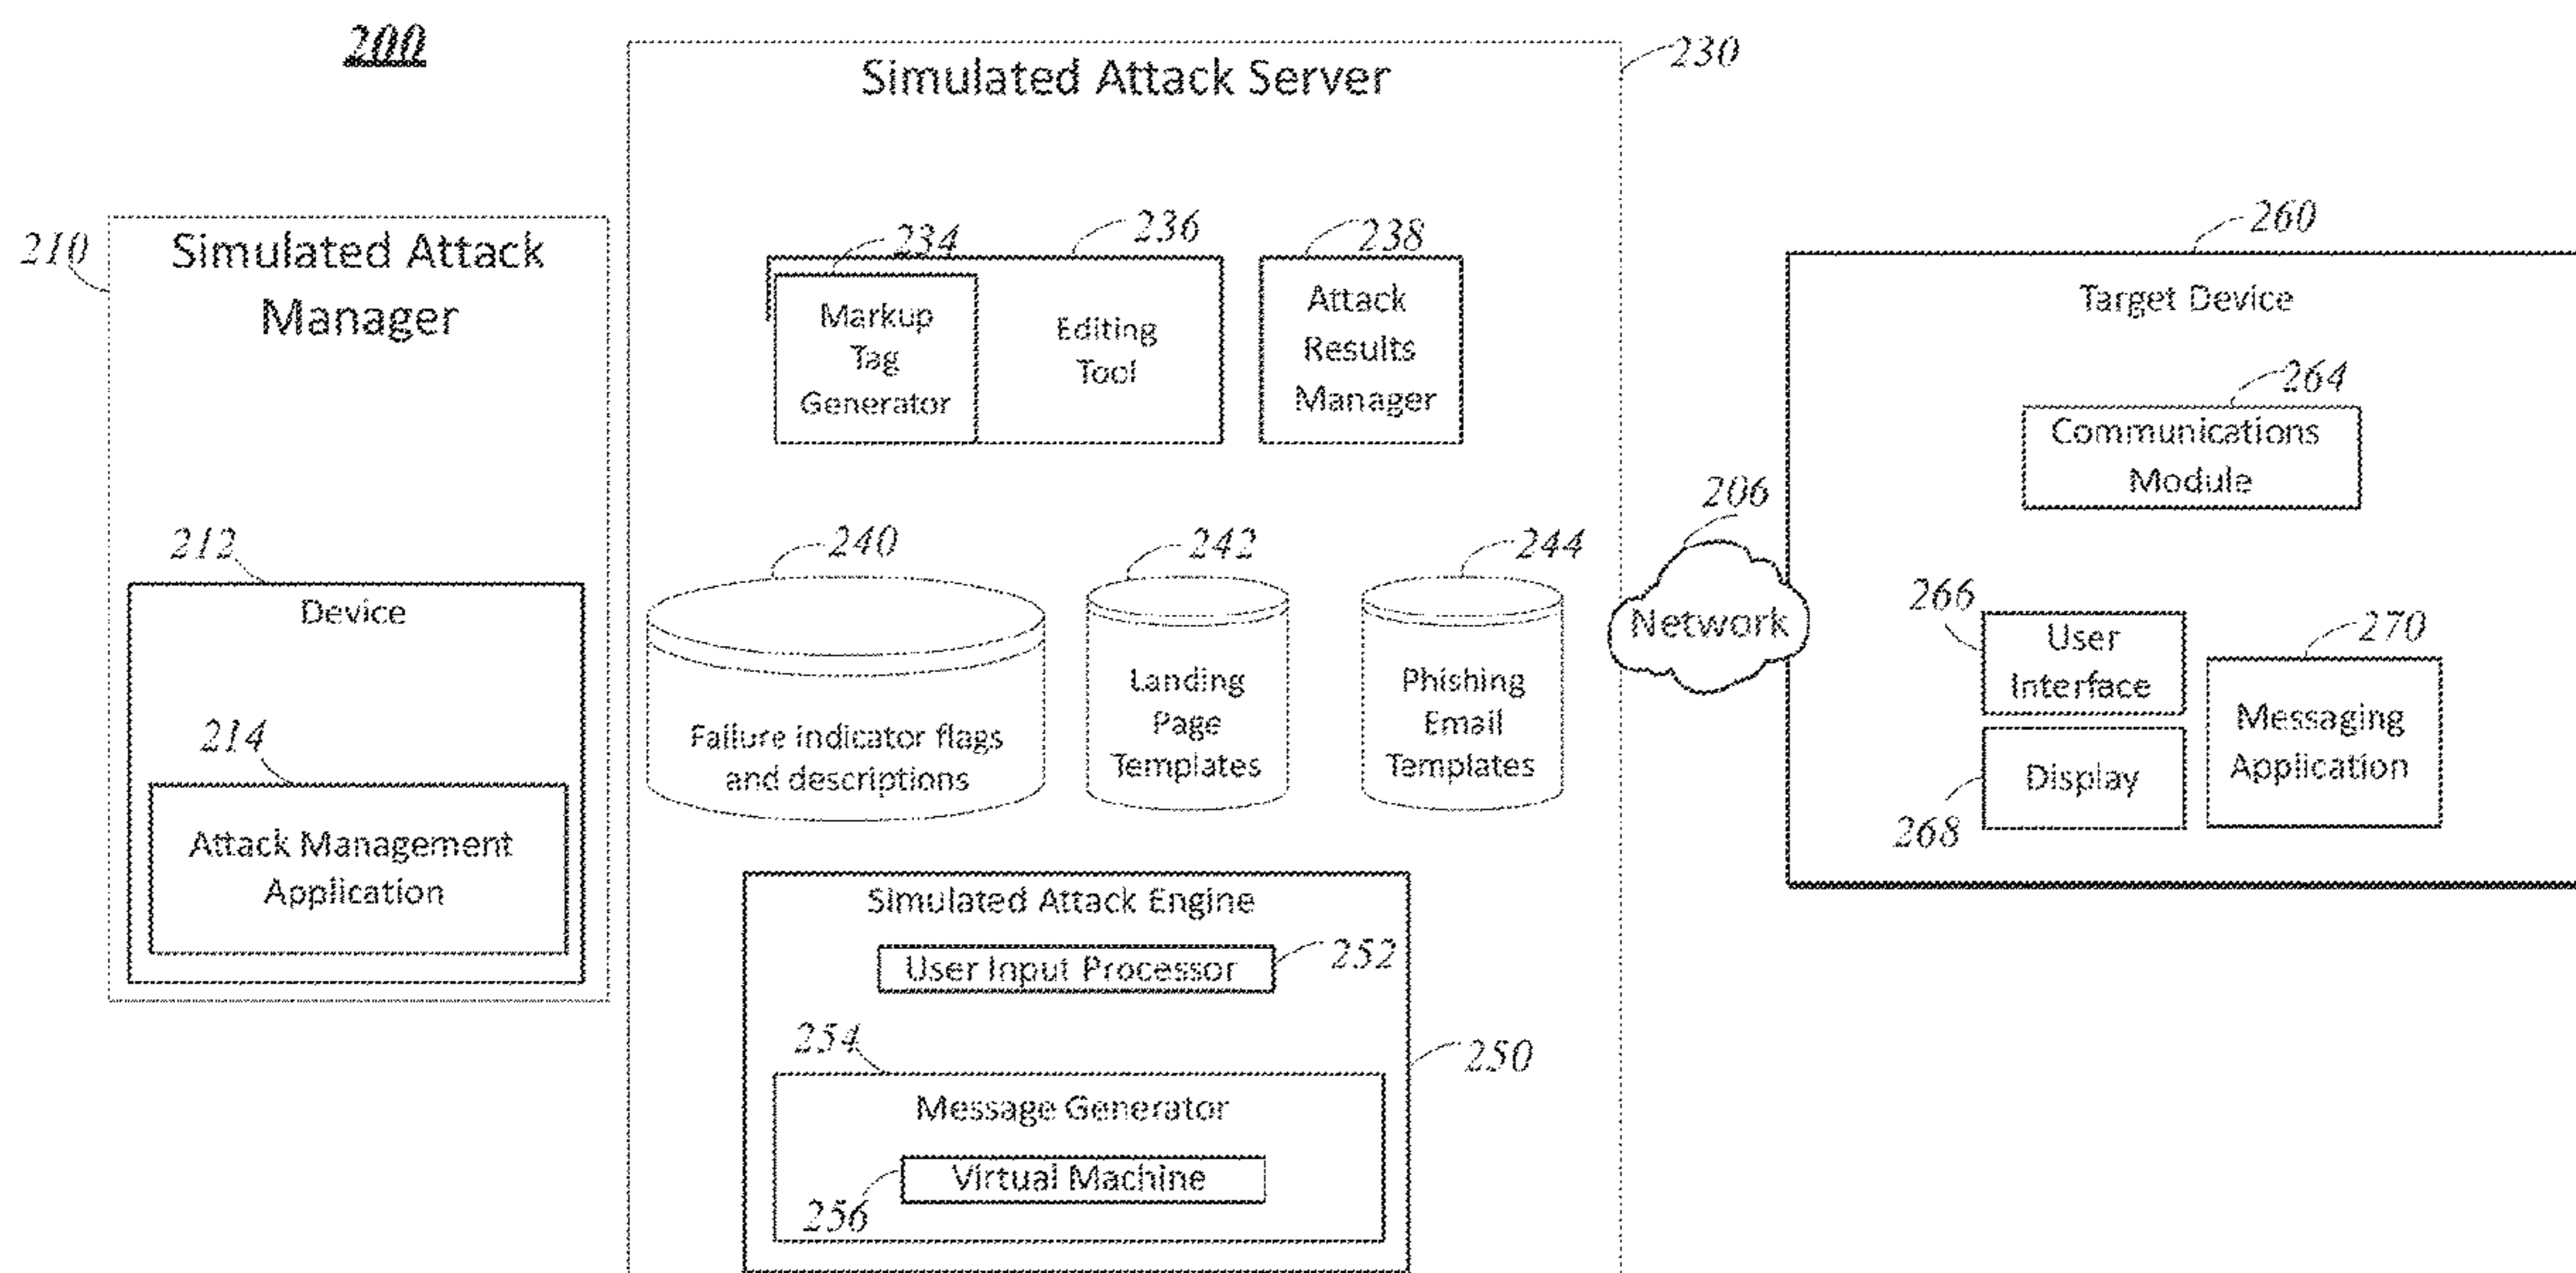 200
Simulated Attack Server
230
210
Simulated Attack
Manager
234
236
238
260
Markup
Tag
Generator
Editing
Tool
Attack
Results
Manager
Target Device
264
Communications
Module
212
Device
214
Attack Management
Application
240
242
244
206
Failure indicator flags
and descriptions
Landing
Page
Templates
Phishing
Email
Templates
Network
266
User
Interface
270
Messaging
Application
Display
268
Simulated Attack Engine
User Input Processor
252
254
250
Message Generator
Virtual Machine
256